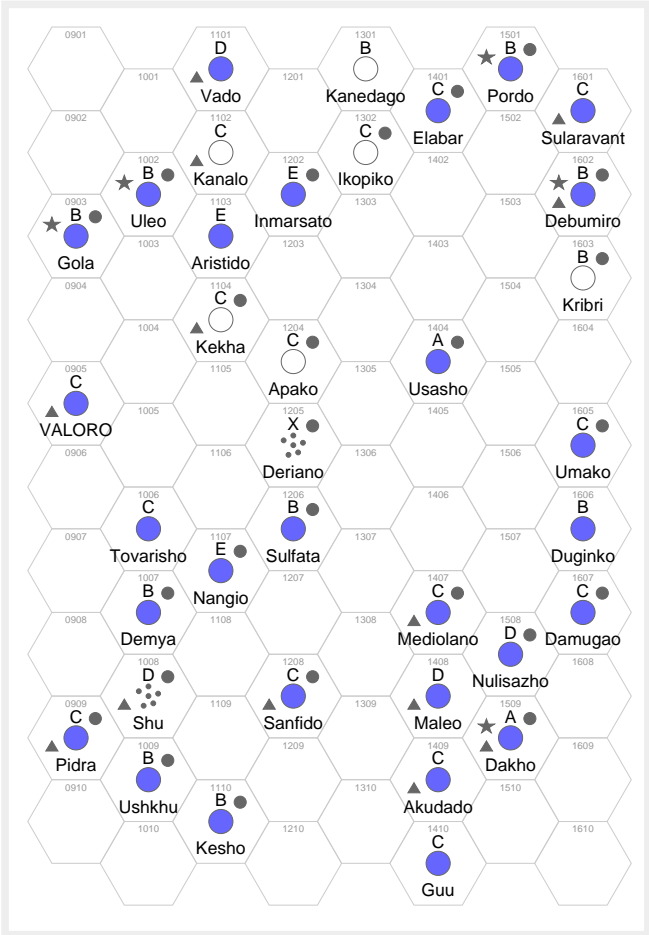 0901
0902
0903
B
Gola
0904
0905
C
VALORO
0906
0907
0908
0909
C
Pidra
0910
1001
1002
B
Uleo
1003
1004
1005
1006
C
Tovarisho
1007
B
Demya
1008
D
Shu
1009
B
Ushkhu
1010
1101
D
Vado
1102
C
Kanalo
1103
E
Aristido
1104
C
Kekha
1105
1106
1107
E
Nangio
1108
1109
1110
B
Kesho
1201
1202
E
Inmarsato
1203
1204
C
Apako
1205
X
Deriano
1206
B
Sulfata
1207
1208
C
Sanfido
1209
1210
1301
B
Kanedago
1302
C
Ikopiko
1303
1304
1305
1306
1307
1308
1309
1310
1401
C
Elabar
1402
1403
1404
A
Usasho
1405
1406
1407
C
Mediolano
1408
D
Maleo
1409
C
Akudado
1410
C
Guu
1501
B
Pordo
1502
1506
1507
1508
D
Nulisazho
1509
A
Dakho
1510
1601
C
Sularavant
1602
B
Debumiro
1603
B
Kribri
1604
1605
C
Umako
1606
B
Duginko
1607
C
Damugao
1608
1609
1610